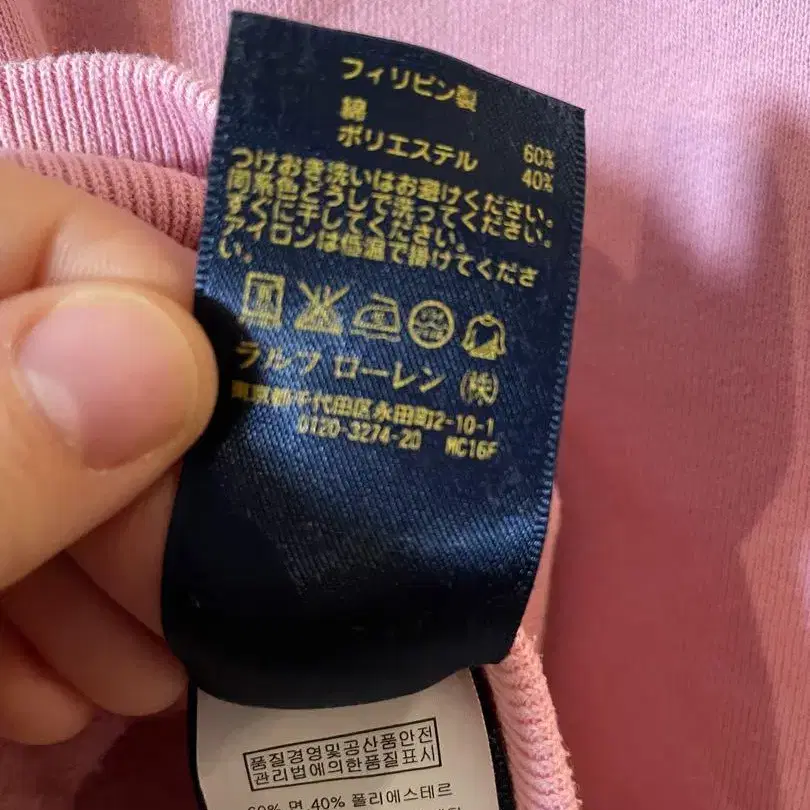 フィリピン製
綿 60%
ポリエステル 40%
つけおき洗いはお避けください。
同系色どうしで洗ってください。
すぐに干してください。
アイロンは低温で掛けてくださ
い。
ラルフ ローレン (株)
東京都千代田区永田町2-10-1
0120-3274-20 MC16F
품질경영및공산품안전
관리법에의한품질표시
60% 면 40% 폴리에스테르